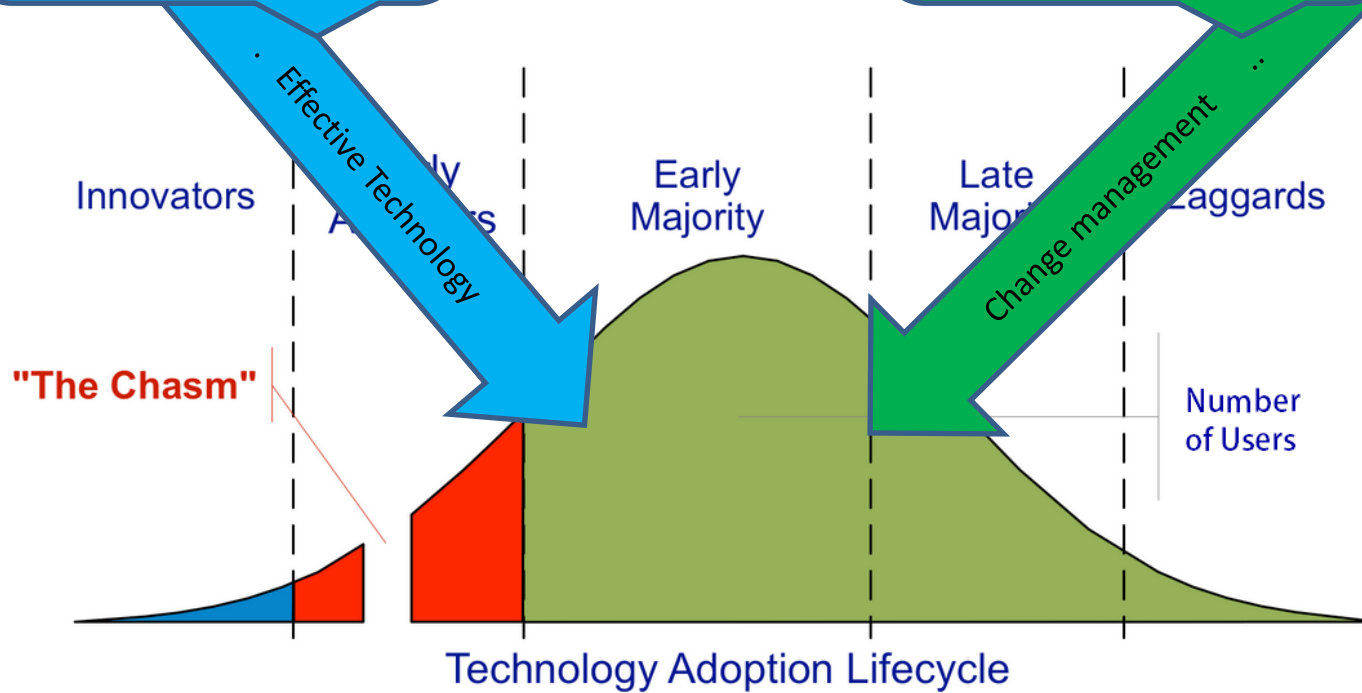 Effective Technology
Change management
Innovators
Early
Majority
Late
Laggards
"The Chasm"
Number
of Users
Technology Adoption Lifecycle